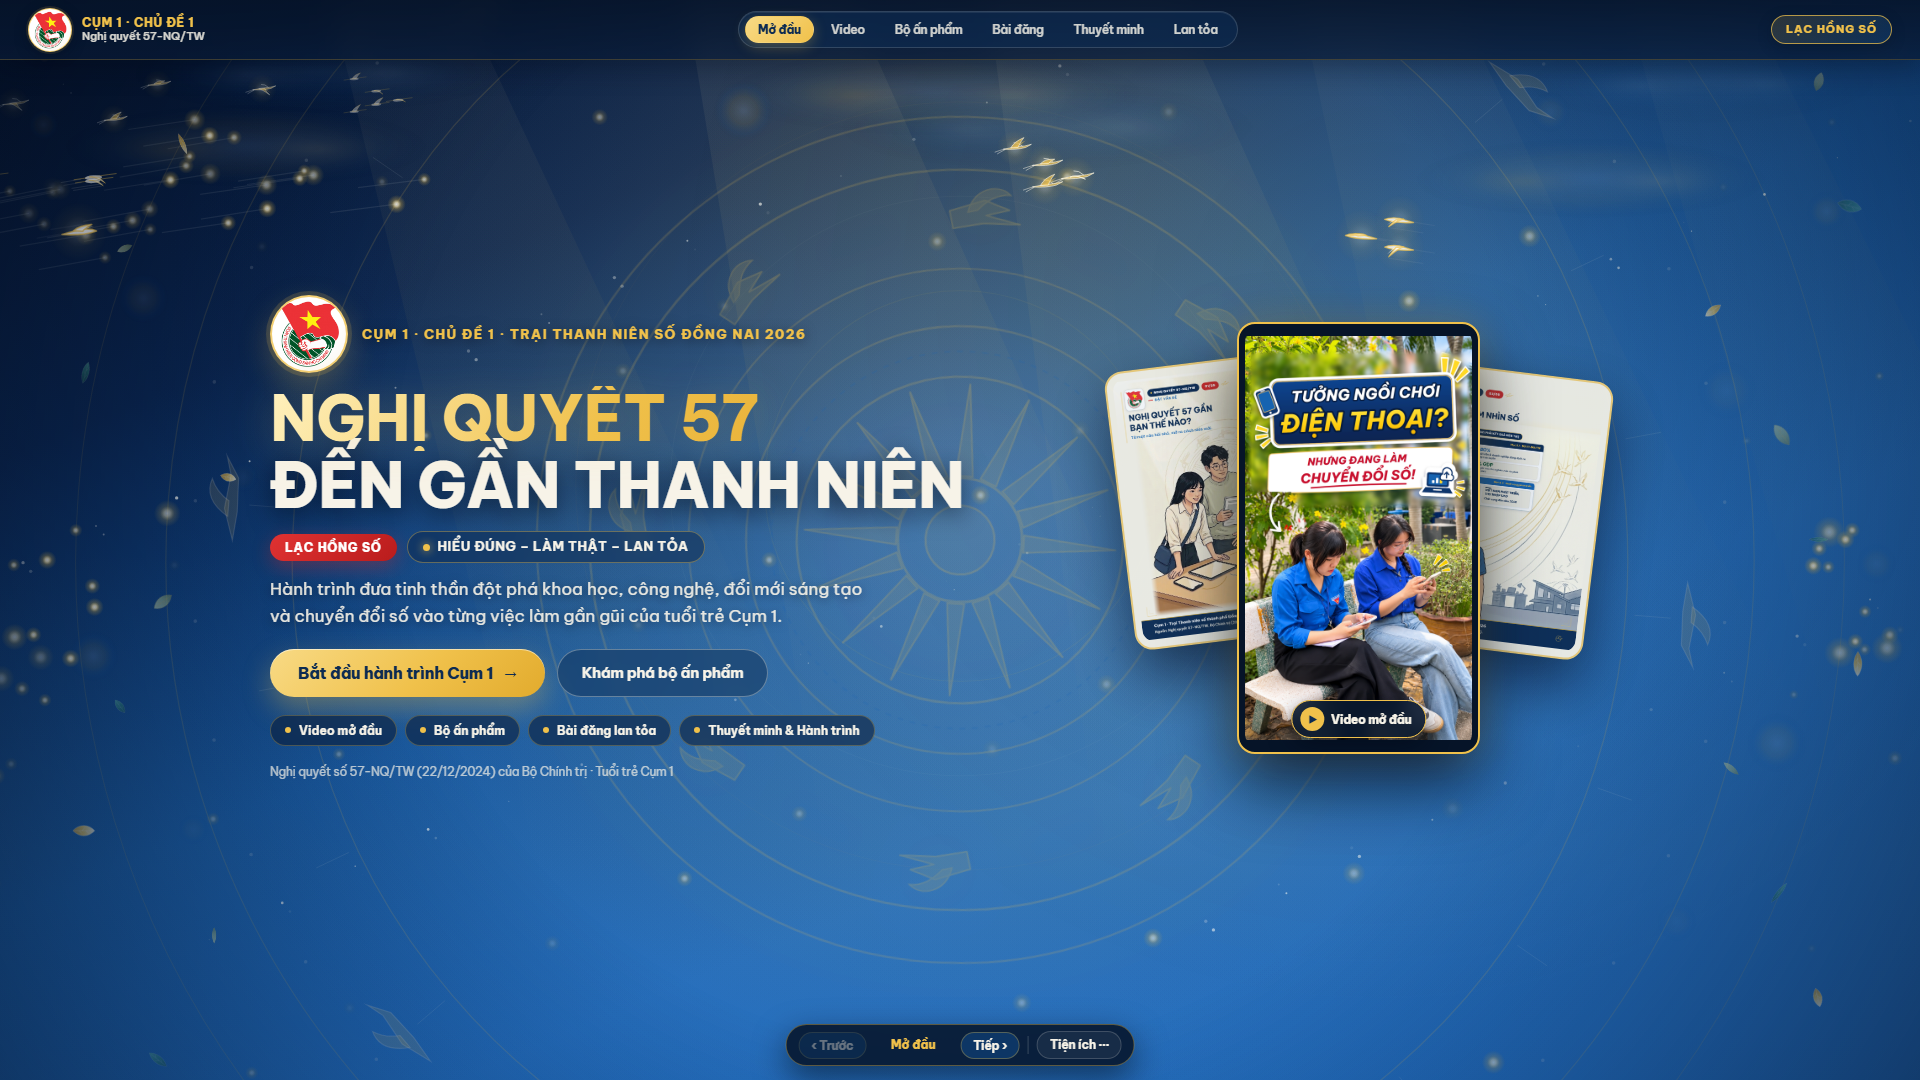 CỤM 1 · CHỦ ĐỀ 1
Nghị quyết 57-NQ/TW
Mở đầu
Video
Bộ ấn phẩm
Bài đăng
Thuyết minh
Lan tỏa
LẠC HỒNG SỐ
CỤM 1 · CHỦ ĐỀ 1 · TRẠI THANH NIÊN SỐ ĐỒNG NAI 2026
NGHỊ QUYẾT 57
ĐẾN GẦN THANH NIÊN
LẠC HỒNG SỐ
HIỂU ĐÚNG – LÀM THẬT – LAN TỎA
Hành trình đưa tinh thần đột phá khoa học, công nghệ, đổi mới sáng tạo
và chuyển đổi số vào từng việc làm gần gũi của tuổi trẻ Cụm 1.
Bắt đầu hành trình Cụm 1 →
Khám phá bộ ấn phẩm
Video mở đầu
Bộ ấn phẩm
Bài đăng lan tỏa
Thuyết minh & Hành trình
Nghị quyết số 57-NQ/TW (22/12/2024) của Bộ Chính trị · Tuổi trẻ Cụm 1
NGHỊ QUYẾT 57 GẦN
BẠN THẾ NÀO?
TƯỞNG NGỒI CHƠI
ĐIỆN THOẠI?
NHƯNG ĐANG LÀM
CHUYỂN ĐỔI SỐ!
Video mở đầu
M NHÌN SỐ
‹ Trước
Mở đầu
Tiếp ›
Tiện ích ···